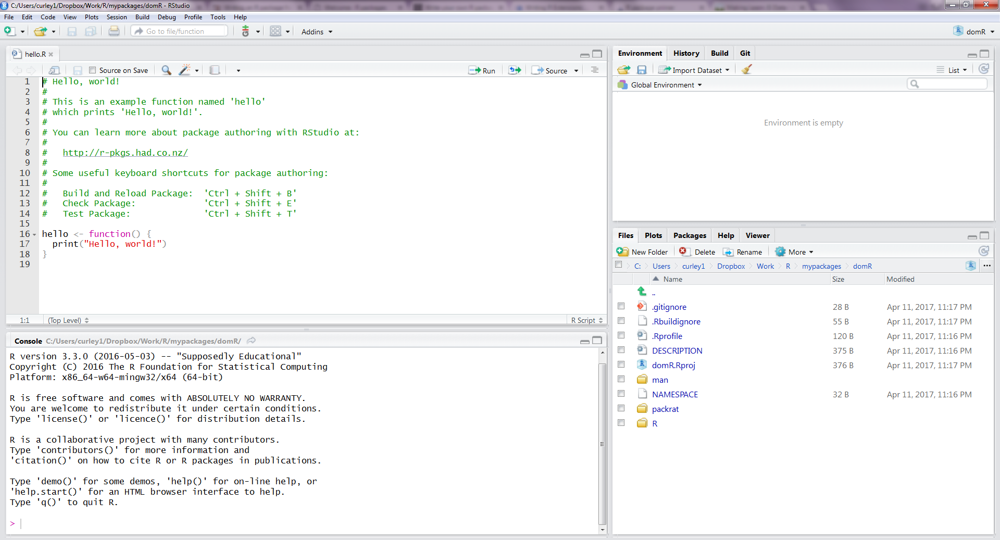 C:/Users/curley1/Dropbox/Work/R/mypackages/domR - RStudio
File Edit Code View Plots Session Build Debug Profile Tools Help
Go to file/function Addins domR
hello.R
Source on Save Run Source
1 # Hello, world!
2 #
3 # This is an example function named 'hello'
4 # which prints 'Hello, world!'.
5 #
6 # You can learn more about package authoring with RStudio at:
7 #
8 #   http://r-pkgs.had.co.nz/
9 #
10 # Some useful keyboard shortcuts for package authoring:
11 #
12 #   Build and Reload Package:  'Ctrl + Shift + B'
13 #   Check Package:             'Ctrl + Shift + E'
14 #   Test Package:              'Ctrl + Shift + T'
15
16 hello <- function() {
17   print("Hello, world!")
18 }
19
1:1 (Top Level) R Script
Console C:/Users/curley1/Dropbox/Work/R/mypackages/domR/
R version 3.3.0 (2016-05-03) -- "Supposedly Educational"
Copyright (C) 2016 The R Foundation for Statistical Computing
Platform: x86_64-w64-mingw32/x64 (64-bit)
R is free software and comes with ABSOLUTELY NO WARRANTY.
You are welcome to redistribute it under certain conditions.
Type 'license()' or 'licence()' for distribution details.
R is a collaborative project with many contributors.
Type 'contributors()' for more information and
'citation()' on how to cite R or R packages in publications.
Type 'demo()' for some demos, 'help()' for on-line help, or
'help.start()' for an HTML browser interface to help.
Type 'q()' to quit R.
>
Environment History Build Git
Import Dataset List
Global Environment
Environment is empty
Files Plots Packages Help Viewer
New Folder Delete Rename More
C: Users curley1 Dropbox Work R mypackages domR ...
Name Size Modified
..
.gitignore 28 B Apr 11, 2017, 11:17 PM
.Rbuildignore 55 B Apr 11, 2017, 11:17 PM
.Rprofile 120 B Apr 11, 2017, 11:16 PM
DESCRIPTION 375 B Apr 11, 2017, 11:16 PM
domR.Rproj 376 B Apr 11, 2017, 11:17 PM
man
NAMESPACE 32 B Apr 11, 2017, 11:16 PM
packrat
R